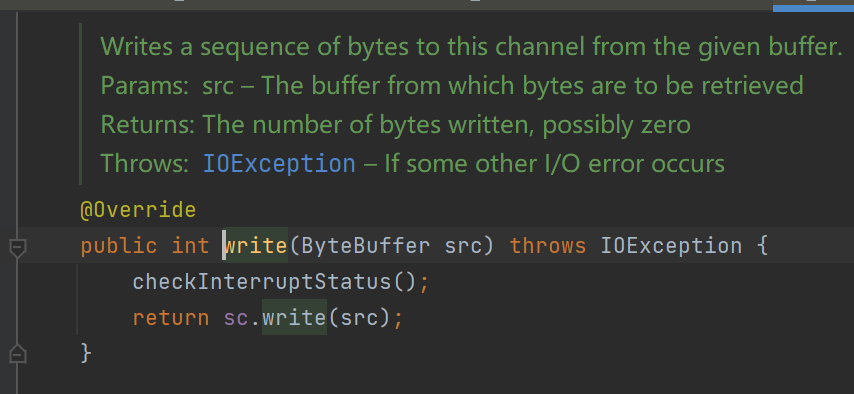 Writes a sequence of bytes to this channel from the given buffer.
Params: src – The buffer from which bytes are to be retrieved
Returns: The number of bytes written, possibly zero
Throws: IOException – If some other I/O error occurs
@Override
public int write(ByteBuffer src) throws IOException {
checkInterruptStatus();
return sc.write(src);
}